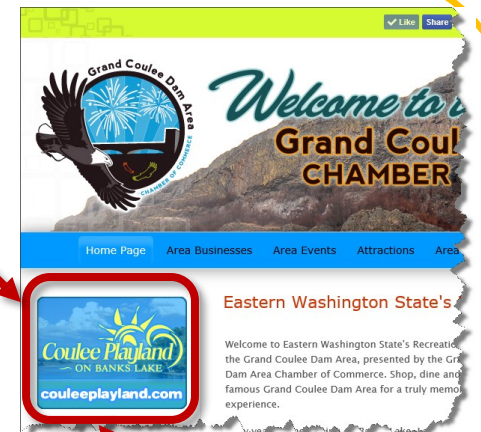 Like Share
Grand Coulee Dam Area
CHAMBER OF COMMERCE
Welcome to
Grand Coul
CHAMBER
Home Page Area Businesses Area Events Attractions Area
Coulee Playland
ON BANKS LAKE
couleeplayland.com
Eastern Washington State's
Welcome to Eastern Washington State's Recreatio
the Grand Coulee Dam Area, presented by the Gr
Dam Area Chamber of Commerce. Shop, dine and
famous Grand Coulee Dam Area for a truly memo
experience.